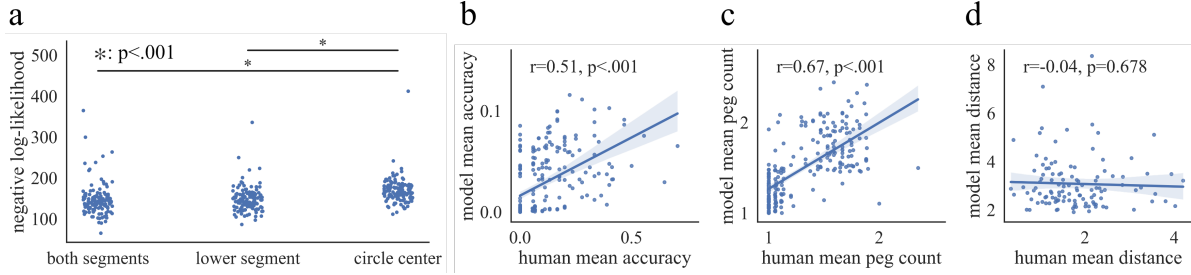 a
*: p<.001
*
*
negative log-likelihood
500
400
300
200
100
both segments
lower segment
circle center
b
r=0.51, p<.001
model mean accuracy
0.1
0.0
0.0
0.5
human mean accuracy
c
r=0.67, p<.001
model mean peg count
2
1
1
2
human mean peg count
d
r=-0.04, p=0.678
model mean distance
8
6
4
2
2
4
human mean distance